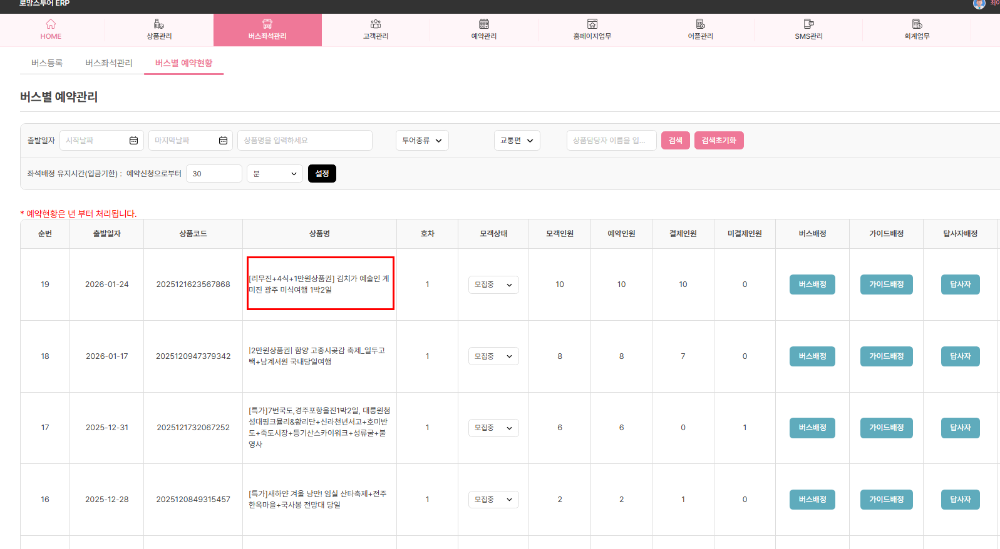 로망스투어 ERP
HOME 상품관리 버스좌석관리 고객관리 예약관리 홈페이지업무 어플관리 SMS관리 회계업무
버스등록 버스좌석관리 버스별 예약현황
버스별 예약관리
출발일자 시작날짜 마지막날짜 상품명을 입력하세요 투어종류 교통편 상품담당자 이름을 입... 검색 검색초기화
좌석배정 유지시간(입금기한) : 예약신청으로부터 30 분 설정
* 예약현황은 년 부터 처리됩니다.
순번 출발일자 상품코드 상품명 호차 모객상태 모객인원 예약인원 결제인원 미결제인원 버스배정 가이드배정 답사자배정
19 2026-01-24 2025121623567868 [리무진+4식+1만원상품권] 김치가 예술인 게
미진 광주 미식여행 1박2일 1 모집중 10 10 10 0 버스배정 가이드배정 답사자
18 2026-01-17 2025120947379342 |2만원상품권| 함양 고종시곶감 축제_일두고
택+남계서원 국내당일여행 1 모집중 8 8 7 0 버스배정 가이드배정 답사자
17 2025-12-31 2025121732067252 [특가]7번국도,경주포항울진1박2일, 대릉원첨
성대핑크뮬리&황리단+신라천년서고+호미반
도+죽도시장+등기산스카이워크+성류굴+불
영사 1 모집중 6 6 0 1 버스배정 가이드배정 답사자
16 2025-12-28 2025120849315457 [특가]새하얀 겨울 낭만! 임실 산타축제+전주
한옥마을+국사봉 전망대 당일 1 모집중 2 2 1 0 버스배정 가이드배정 답사자